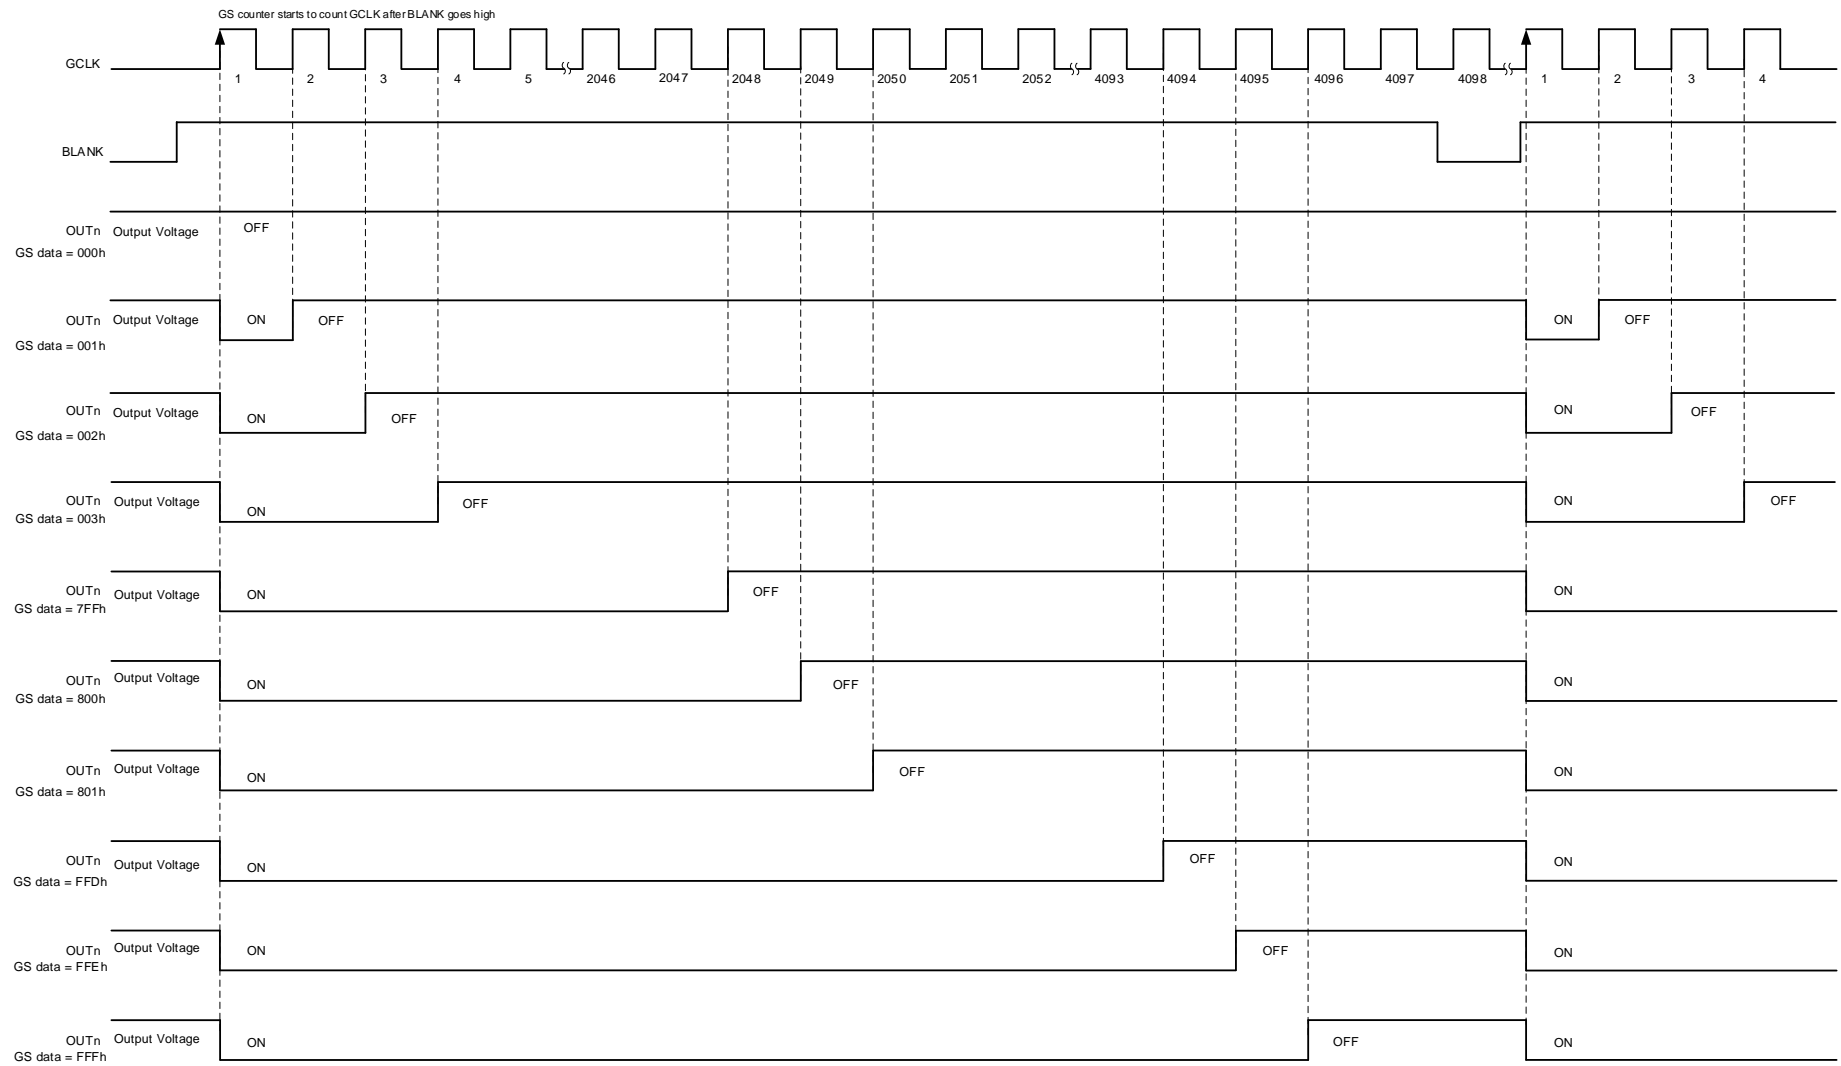 GS counter starts to count GCLK after BLANK goes high
GCLK
1 2 3 4 5 2046 2047 2048 2049 2050 2051 2052 4093 4094 4095 4096 4097 4098 1 2 3 4
BLANK
OUTn Output Voltage OFF
GS data = 000h
OUTn Output Voltage ON OFF ON OFF
GS data = 001h
OUTn Output Voltage ON OFF ON OFF
GS data = 002h
OUTn Output Voltage ON OFF ON OFF
GS data = 003h
OUTn Output Voltage ON OFF ON
GS data = 7FFh
OUTn Output Voltage ON OFF ON
GS data = 800h
OUTn Output Voltage ON OFF ON
GS data = 801h
OUTn Output Voltage ON OFF ON
GS data = FFDh
OUTn Output Voltage ON OFF ON
GS data = FFEh
OUTn Output Voltage ON OFF ON
GS data = FFFh